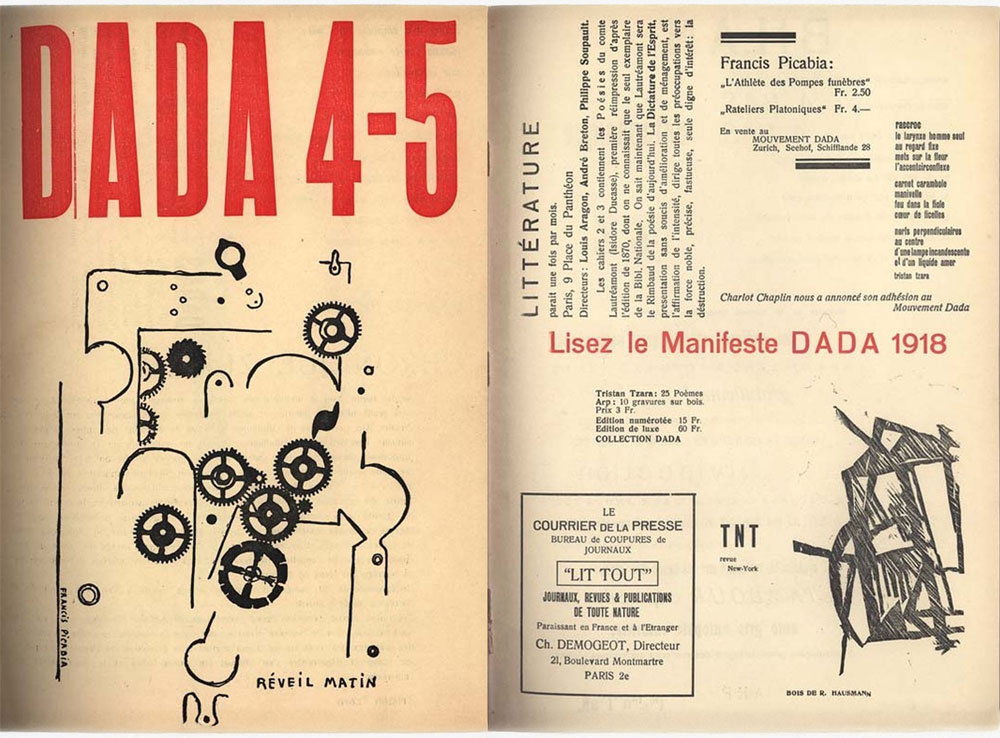 DADA 4-5
FRANCIS PICABIA
RÉVEIL MATIN
LITTÉRATURE
parait une fois par mois.
Paris, 9 Place du Panthéon
Directeurs: Louis Aragon, André Breton, Philippe Soupault.
Les cahiers 2 et 3 contiennent les Poésies du comte
Lautréamont (Isidore Ducasse), première réimpression d'après
l'édition de 1870, dont on ne connaissait que le seul exemplaire
de la Bibl. Nationale. On sait maintenant que Lautréamont sera
le Rimbaud de la poésie d'aujourd'hui. La Dictature de l'Esprit,
presentation sans soucis d'amélioration et de ménagement, est
l'affirmation de l'intensité, dirige toutes les préoccupations vers
la force noble, précise, fastueuse, seule digne d'intérêt: la
déstruction.
Francis Picabia:
„L'Athlète des Pompes funèbres“
Fr. 2.50
„Rateliers Platoniques“ Fr. 4.—
En vente au
MOUVEMENT DADA
Zurich, Seehof, Schifflande 28
raccroc
le larynxe homme seul
au regard fixe
mots sur la fleur
l'accentcirconflexe
carnet carambole
manivelle
feu dans la fiole
cœur de ficelles
nerfs perpendiculaires
au centre
d'une lampe incandescente
et d'un liquide amer
tristan tzara
Charlot Chaplin nous a annoncé son adhésion au
Mouvement Dada
Lisez le Manifeste DADA 1918
Tristan Tzara: 25 Poèmes
Arp: 10 gravures sur bois.
Prix 3 Fr.
Edition numérotée 15 Fr.
Edition de luxe 60 Fr.
COLLECTION DADA
LE
COURRIER DE LA PRESSE
BUREAU de COUPURES de
JOURNAUX
“LIT TOUT”
JOURNAUX, REVUES & PUBLICATIONS
DE TOUTE NATURE
Paraissant en France et à l'Etranger
Ch. DEMOGEOT, Directeur
21, Boulevard Montmartre
PARIS 2e
TNT
revue
New-York
BOIS DE R. HAUSMANN